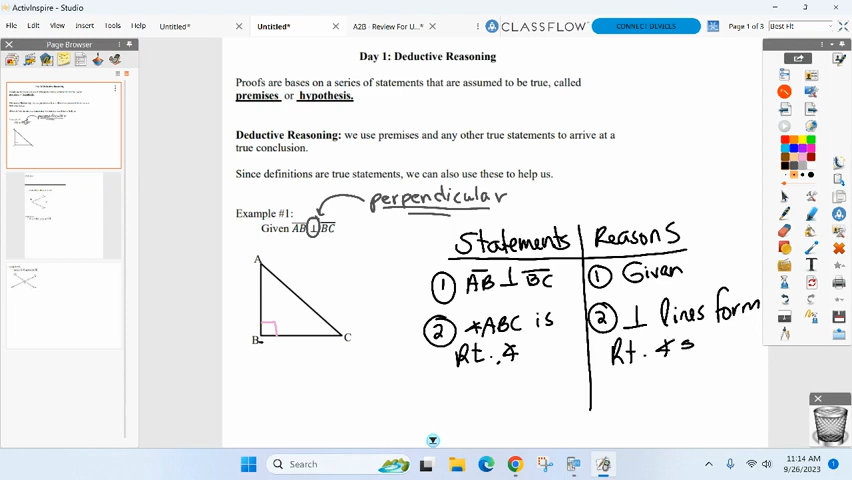 ActivInspire - Studio
File Edit View Insert Tools Help
Untitled*
Untitled*
A2B - Review For U...*
CLASSFLOW
CONNECT DEVICES
Page 1 of 3
Best Fit
Page Browser
Day 1: Deductive Reasoning
Proofs are bases on a series of statements that are assumed to be true, called
premises or hypothesis.
Deductive Reasoning: we use premises and any other true statements to arrive at a
true conclusion.
Since definitions are true statements, we can also use these to help us.
perpendicular
Example #1:
Given AB ⊥ BC
A
B
C
Statements Reasons
① AB ⊥ BC ① Given
② ∢ABC is ② ⊥ lines form
Rt. ∢ Rt. ∢s
Search
11:14 AM
9/26/2023